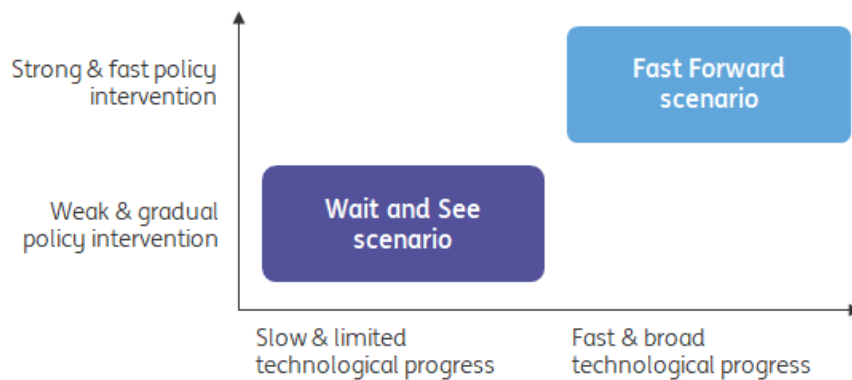 Strong & fast policy
intervention
Fast Forward
scenario
Weak & gradual
policy intervention
Wait and See
scenario
Slow & limited
technological progress
Fast & broad
technological progress